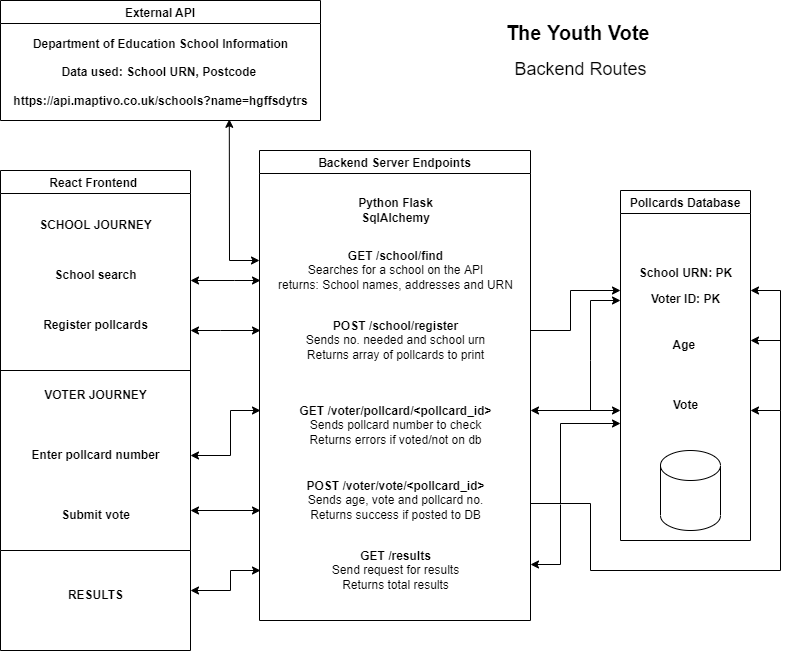 External API
Department of Education School Information
Data used: School URN, Postcode
https://api.maptivo.co.uk/schools?name=hgffsdytrs
The Youth Vote
Backend Routes
React Frontend
SCHOOL JOURNEY
School search
Register pollcards
VOTER JOURNEY
Enter pollcard number
Submit vote
RESULTS
Backend Server Endpoints
Python Flask
SqlAlchemy
GET /school/find
Searches for a school on the API
returns: School names, addresses and URN
POST /school/register
Sends no. needed and school urn
Returns array of pollcards to print
GET /voter/pollcard/<pollcard_id>
Sends pollcard number to check
Returns errors if voted/not on db
POST /voter/vote/<pollcard_id>
Sends age, vote and pollcard no.
Returns success if posted to DB
GET /results
Send request for results
Returns total results
Pollcards Database
School URN: PK
Voter ID: PK
Age
Vote